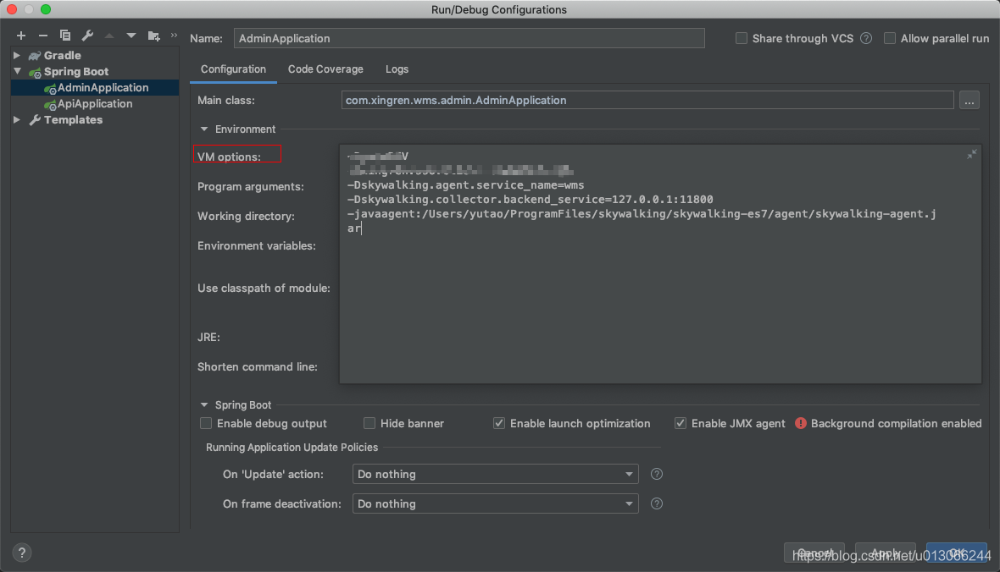 Run/Debug Configurations
Name: AdminApplication
Share through VCS ?
Allow parallel run
Gradle
Spring Boot
AdminApplication
ApiApplication
Templates
Configuration Code Coverage Logs
Main class: com.xingren.wms.admin.AdminApplication ...
Environment
VM options:
-Dskywalking.agent.service_name=wms
-Dskywalking.collector.backend_service=127.0.0.1:11800
-javaagent:/Users/yutao/ProgramFiles/skywalking/skywalking-es7/agent/skywalking-agent.j
ar
Program arguments:
Working directory:
Environment variables:
Use classpath of module:
JRE:
Shorten command line:
Spring Boot
Enable debug output Hide banner Enable launch optimization Enable JMX agent ! Background compilation enabled
Running Application Update Policies
On 'Update' action: Do nothing ?
On frame deactivation: Do nothing ?
? Cancel Apply OK
https://blog.csdn.net/u013066244